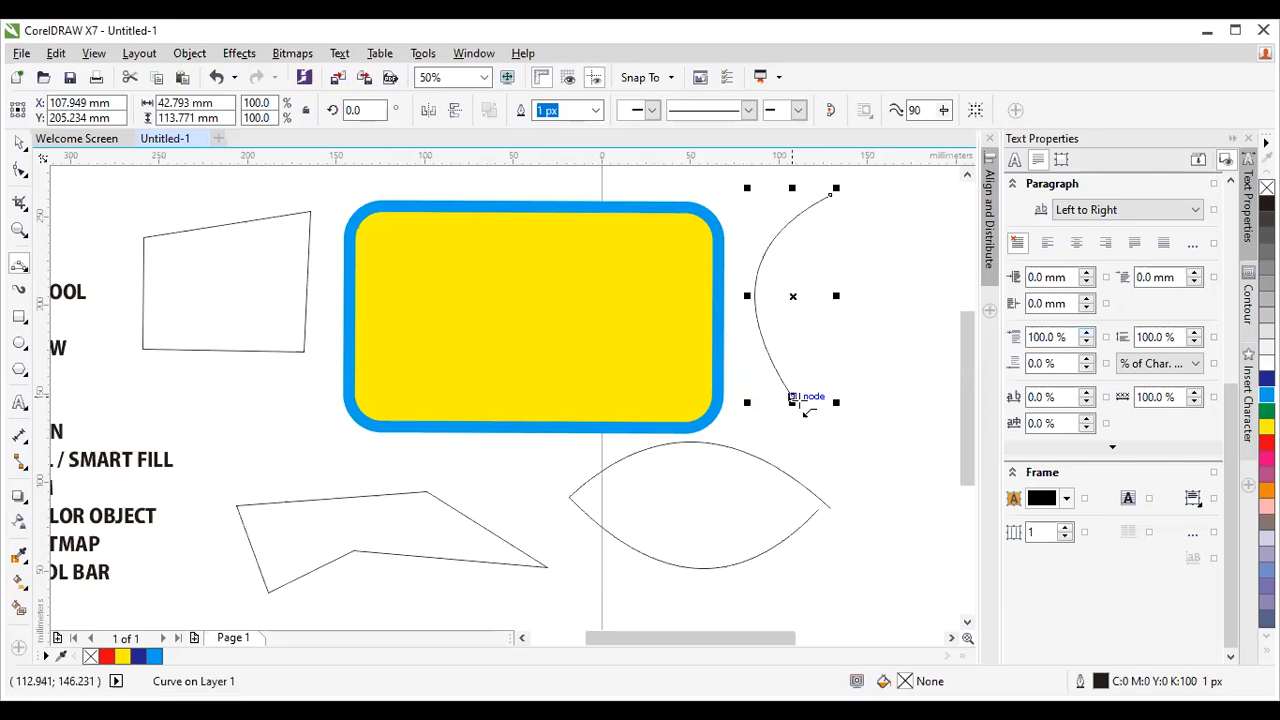 CorelDRAW X7 - Untitled-1
File Edit View Layout Object Effects Bitmaps Text Table Tools Window Help
50% Snap To
X: 107.949 mm 42.793 mm 100.0 % 0.0 ° 1 px 90
Y: 205.234 mm 113.771 mm 100.0 %
Welcome Screen Untitled-1
300 250 200 150 100 50 0 50 100 150 millimeters
OOL
W
N
L / SMART FILL
LOR OBJECT
TMAP
OL BAR
node
millimeters
1 of 1 Page 1
(112.941; 146.231) Curve on Layer 1 None C:0 M:0 Y:0 K:100 1 px
Align and Distribute
Text Properties
Paragraph
Left to Right
0.0 mm 0.0 mm
0.0 mm
100.0 % 100.0 %
0.0 % % of Char. ...
0.0 % 100.0 %
0.0 %
Frame
1
Text Properties
Contour
Insert Character